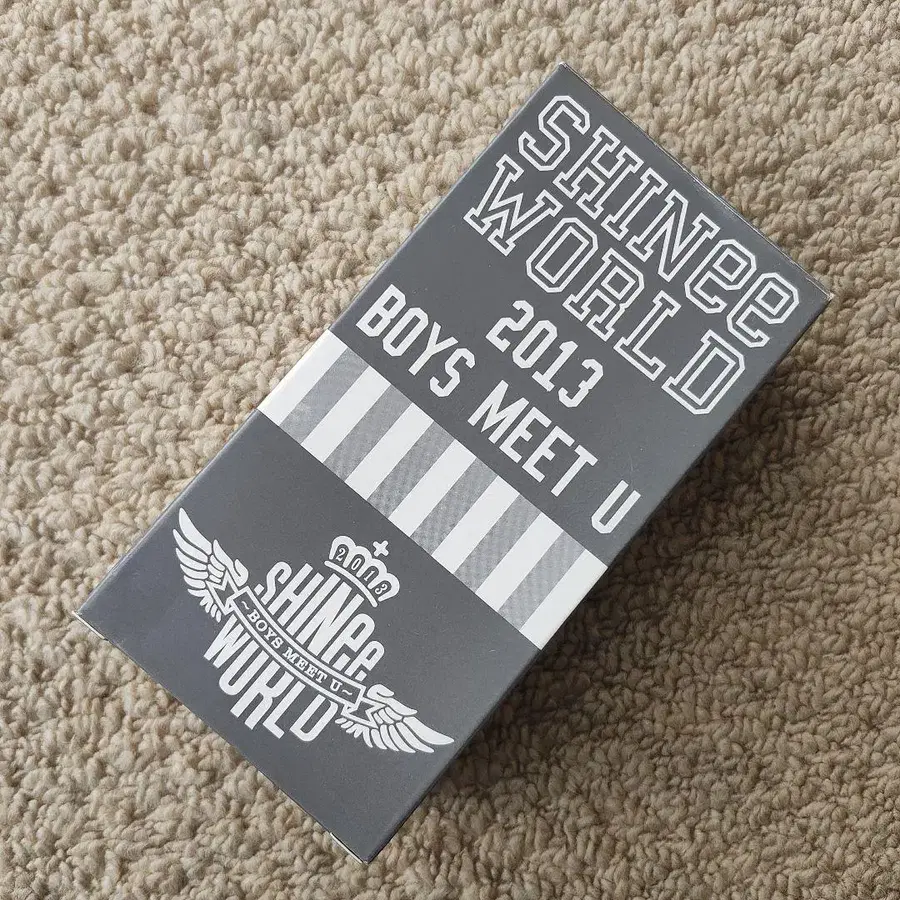 SHINee
WORLD
2013
BOYS MEET U
2013
SHINee
~BOYS MEET U~
WORLD